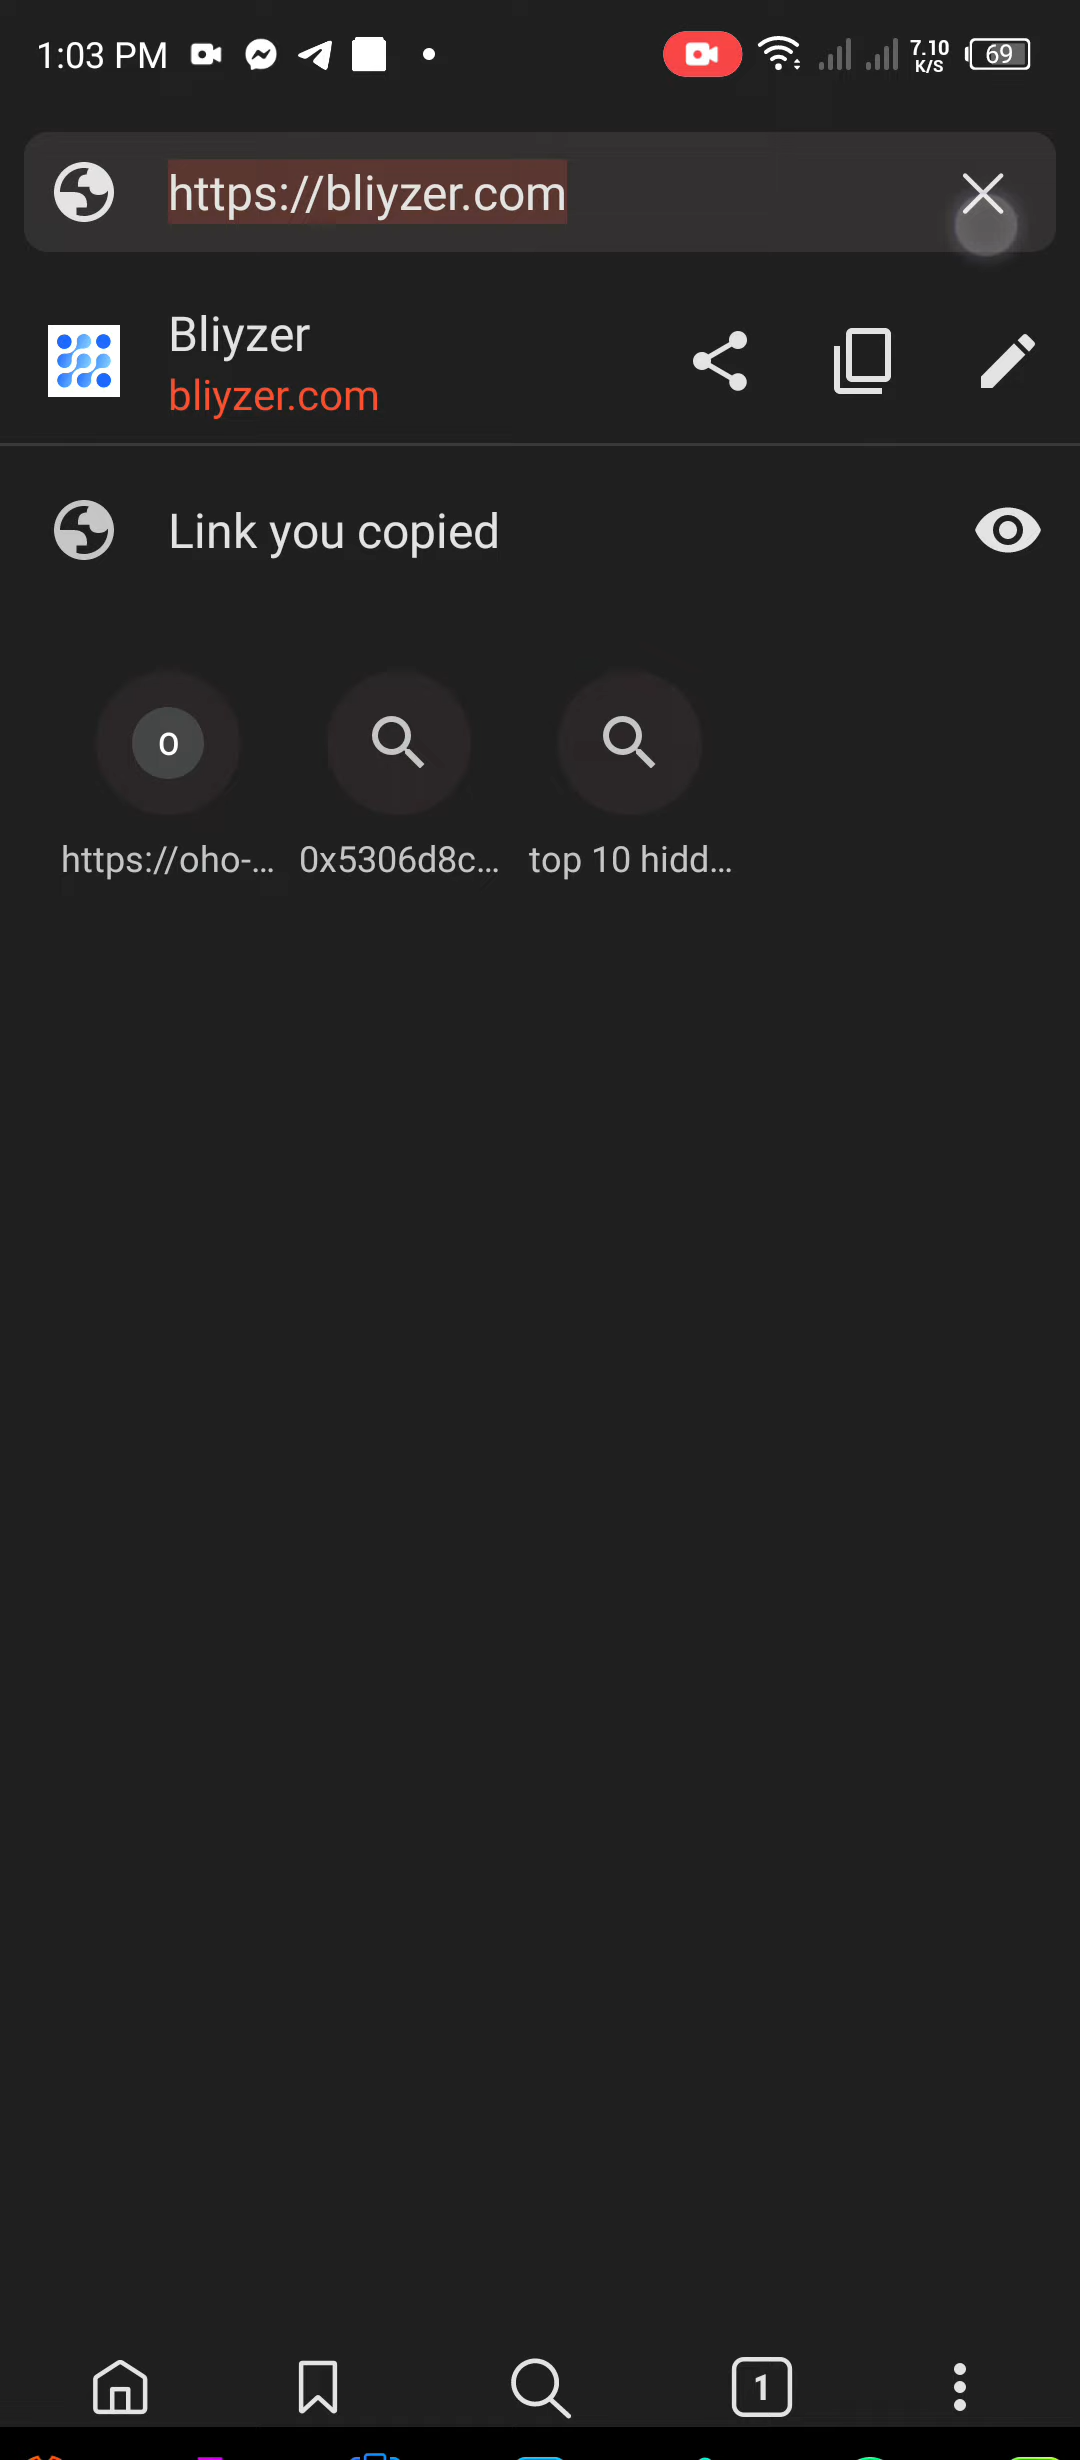 1:03 PM
7.10
K/S
69
https://bliyzer.com
Bliyzer
bliyzer.com
Link you copied
o
https://oho-...
0x5306d8c...
top 10 hidd...
1